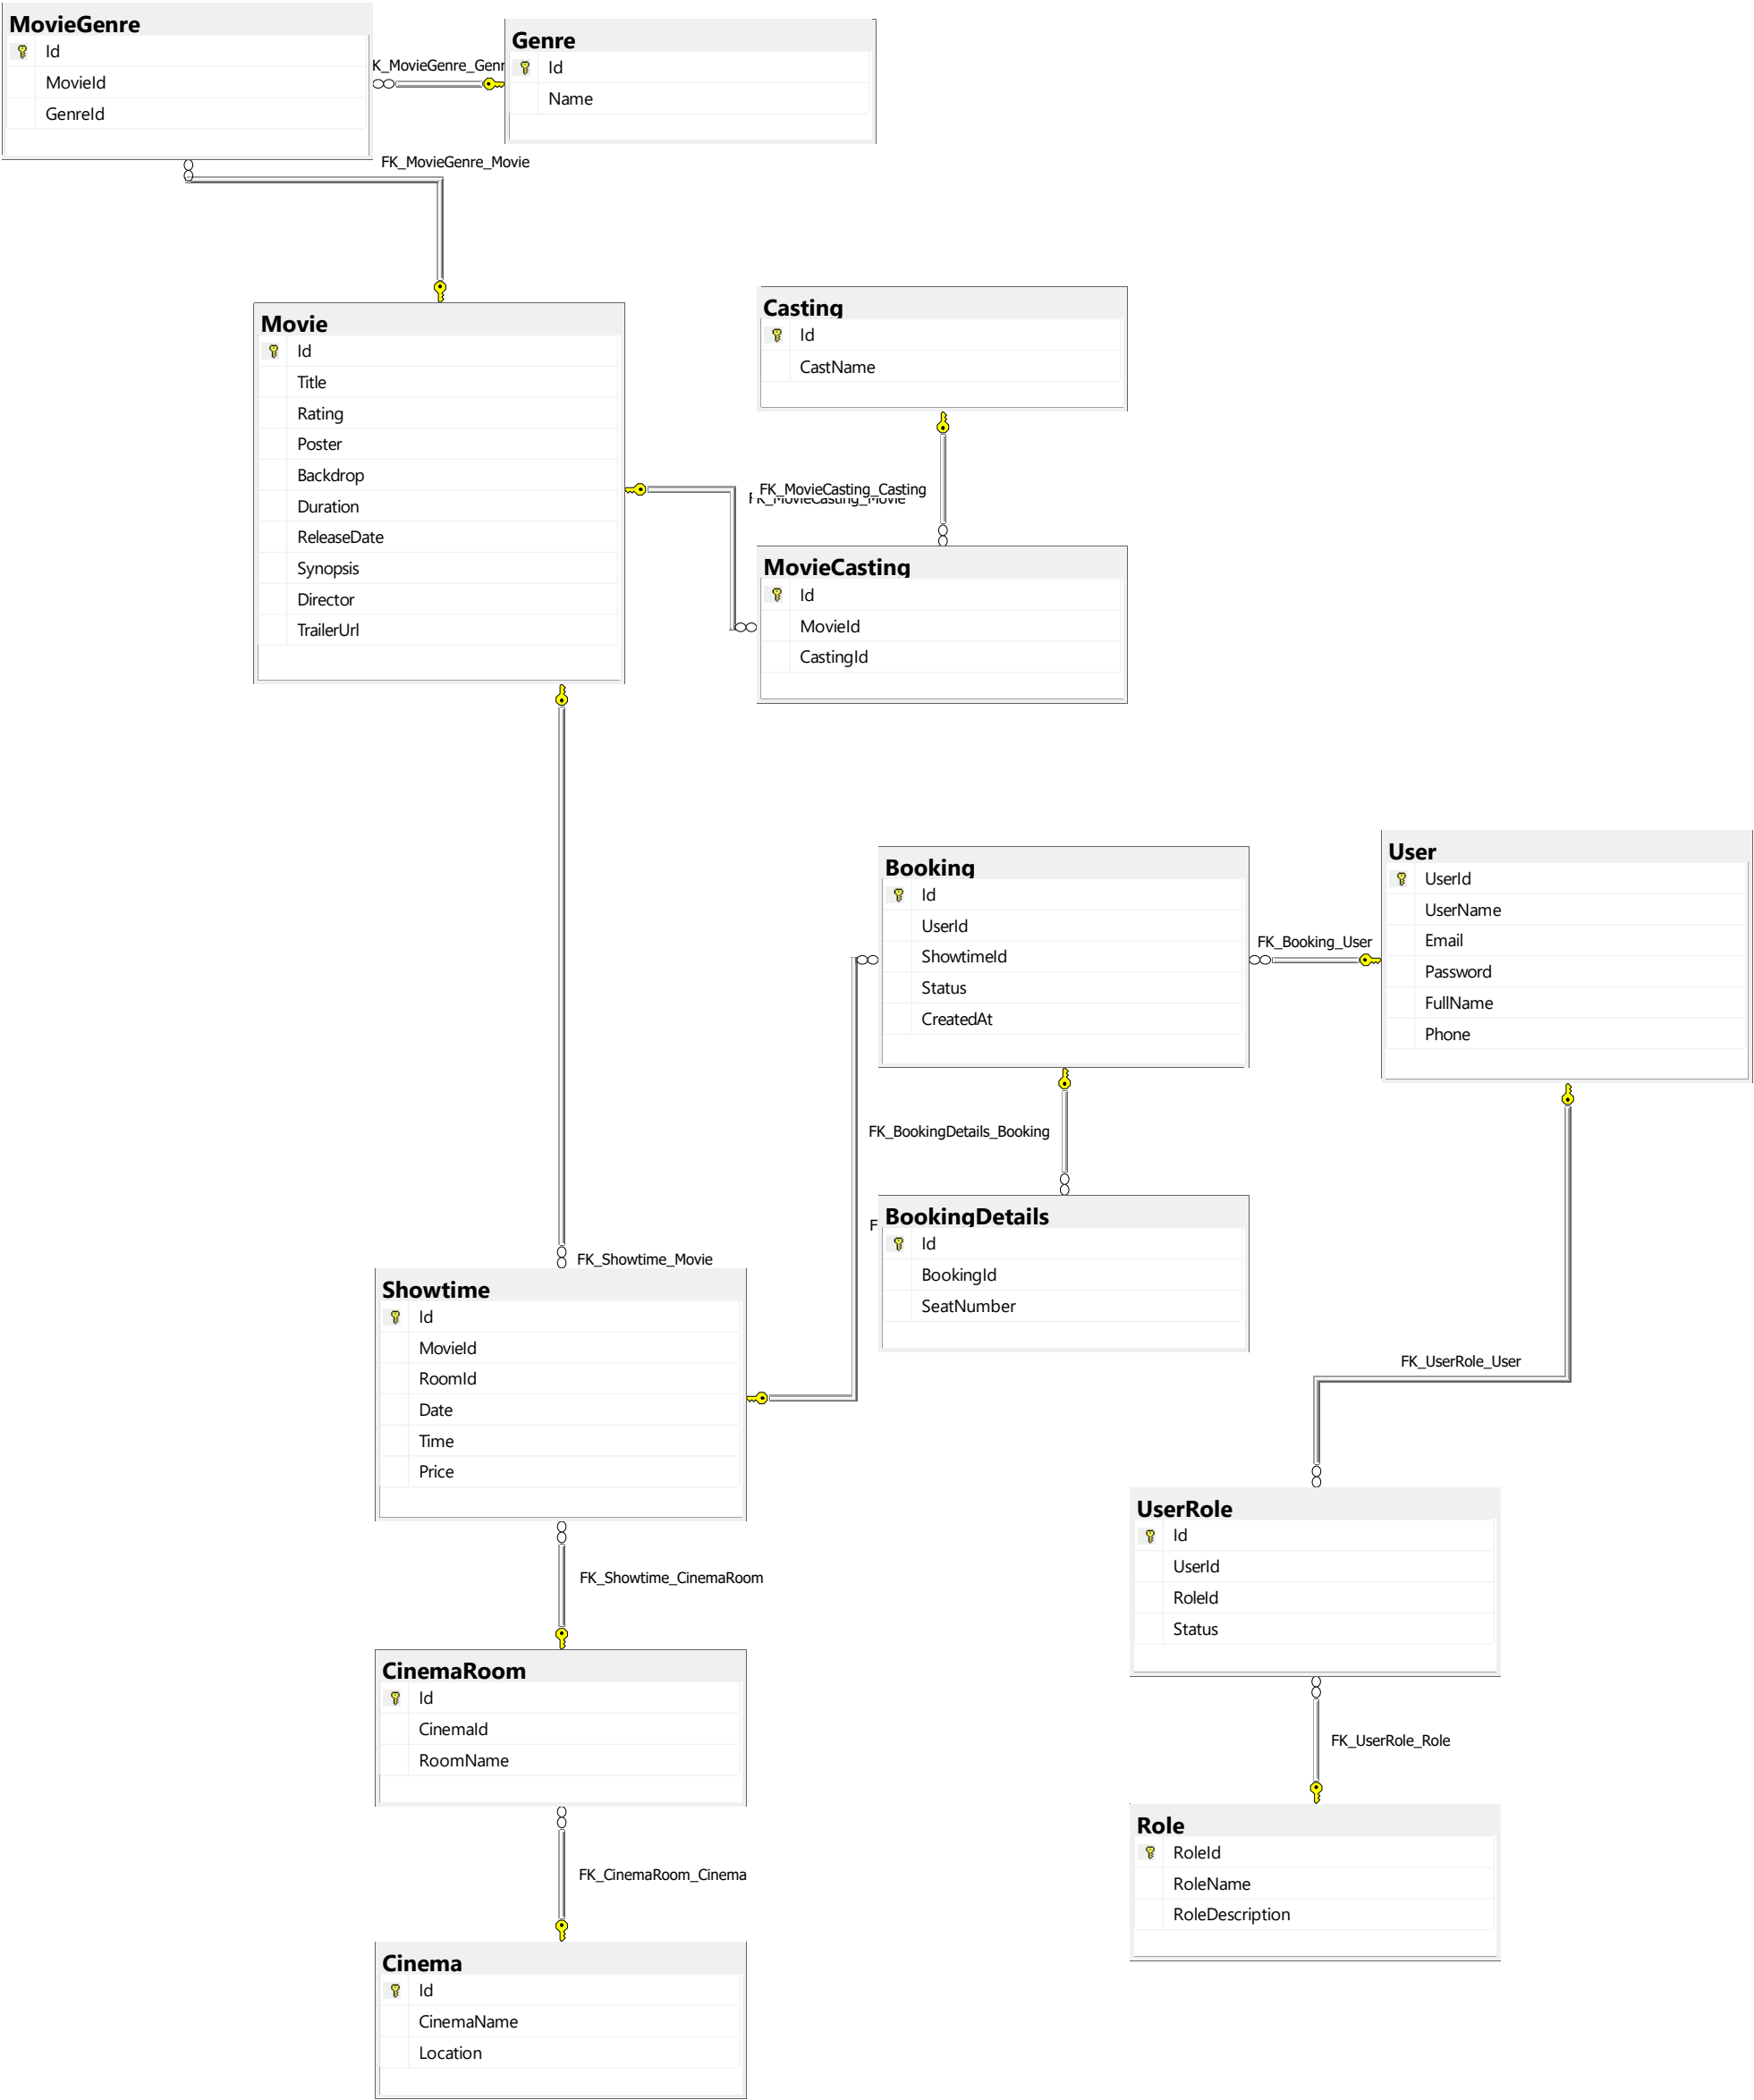 MovieGenre
Id
MovieId
GenreId
K_MovieGenre_Genr
Genre
Id
Name
FK_MovieGenre_Movie
Movie
Id
Title
Rating
Poster
Backdrop
Duration
ReleaseDate
Synopsis
Director
TrailerUrl
Casting
Id
CastName
FK_MovieCasting_Casting
FK_MovieCasting_Movie
MovieCasting
Id
MovieId
CastingId
Booking
Id
UserId
ShowtimeId
Status
CreatedAt
FK_Booking_User
User
UserId
UserName
Email
Password
FullName
Phone
FK_BookingDetails_Booking
F
BookingDetails
Id
BookingId
SeatNumber
FK_Showtime_Movie
Showtime
Id
MovieId
RoomId
Date
Time
Price
FK_UserRole_User
UserRole
Id
UserId
RoleId
Status
FK_Showtime_CinemaRoom
CinemaRoom
Id
CinemaId
RoomName
FK_UserRole_Role
Role
RoleId
RoleName
RoleDescription
FK_CinemaRoom_Cinema
Cinema
Id
CinemaName
Location